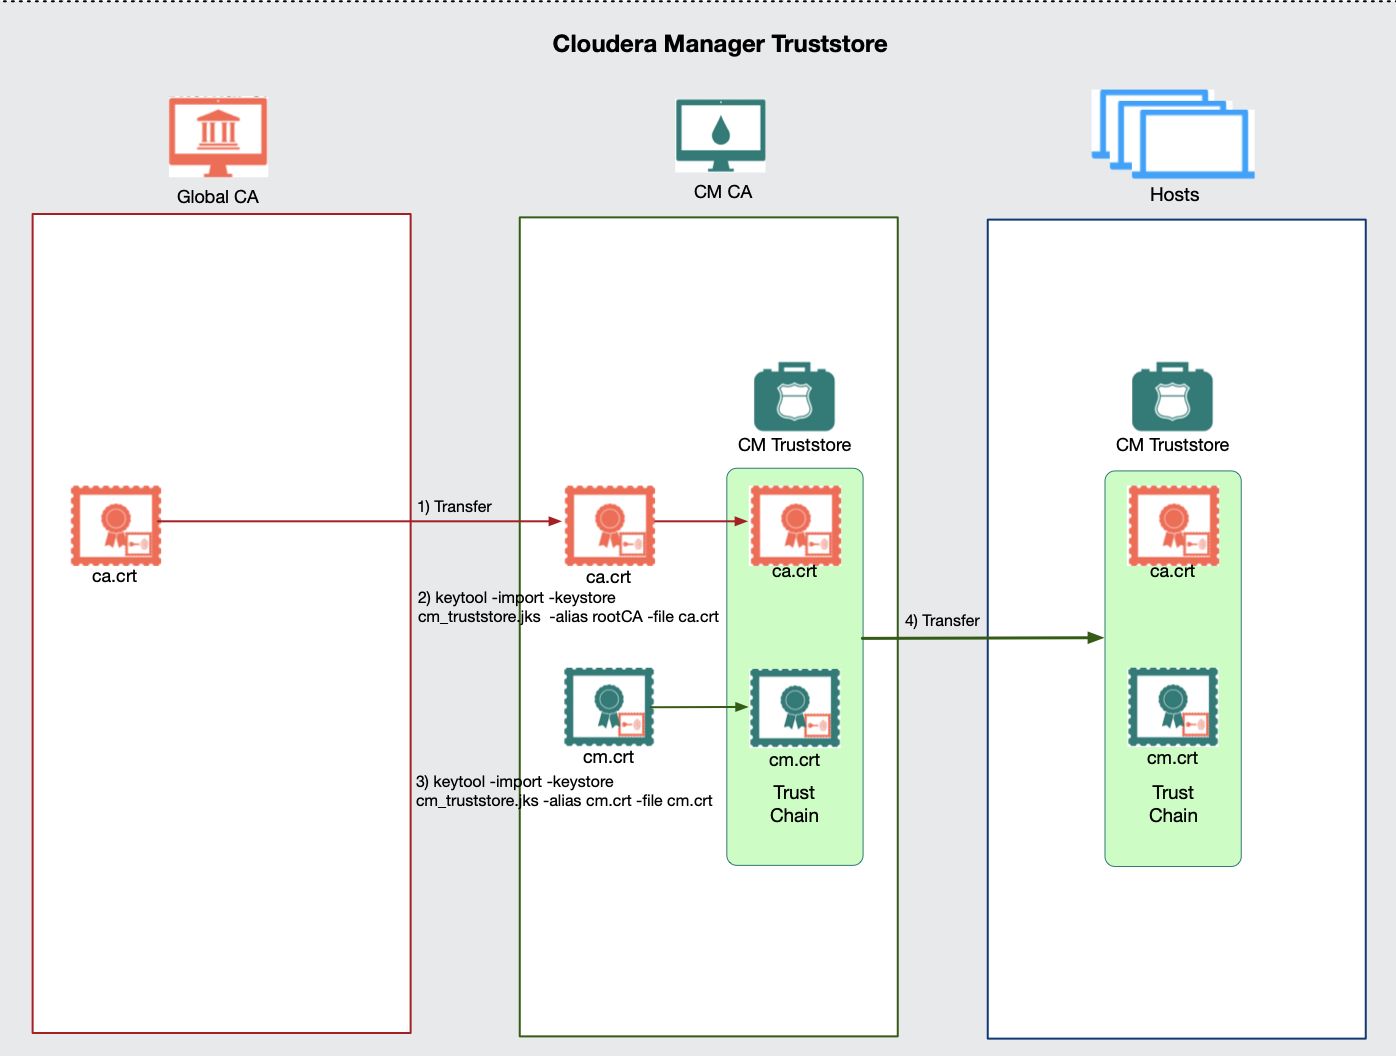 Cloudera Manager Truststore
Global CA
CM CA
Hosts
CM Truststore
CM Truststore
1) Transfer
ca.crt
ca.crt
ca.crt
ca.crt
2) keytool -import -keystore
cm_truststore.jks -alias rootCA -file ca.crt
4) Transfer
cm.crt
cm.crt
cm.crt
3) keytool -import -keystore
cm_truststore.jks -alias cm.crt -file cm.crt
Trust
Chain
Trust
Chain